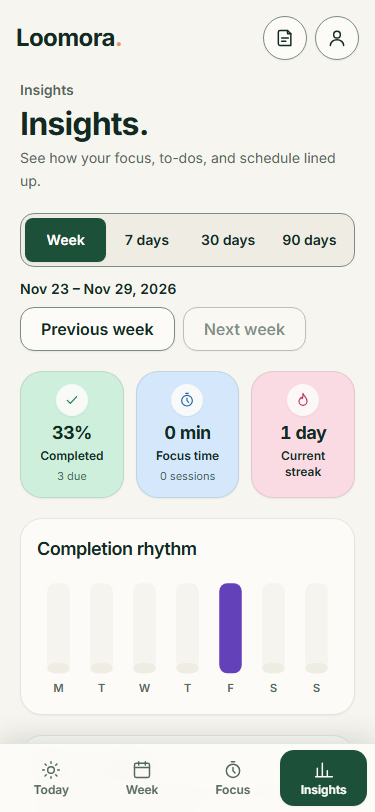 Loomora.
Insights
Insights.
See how your focus, to-dos, and schedule lined
up.
Week 7 days 30 days 90 days
Nov 23 – Nov 29, 2026
Previous week Next week
33% 0 min 1 day
Completed Focus time Current
streak
3 due 0 sessions
Completion rhythm
M T W T F S S
Today Week Focus Insights